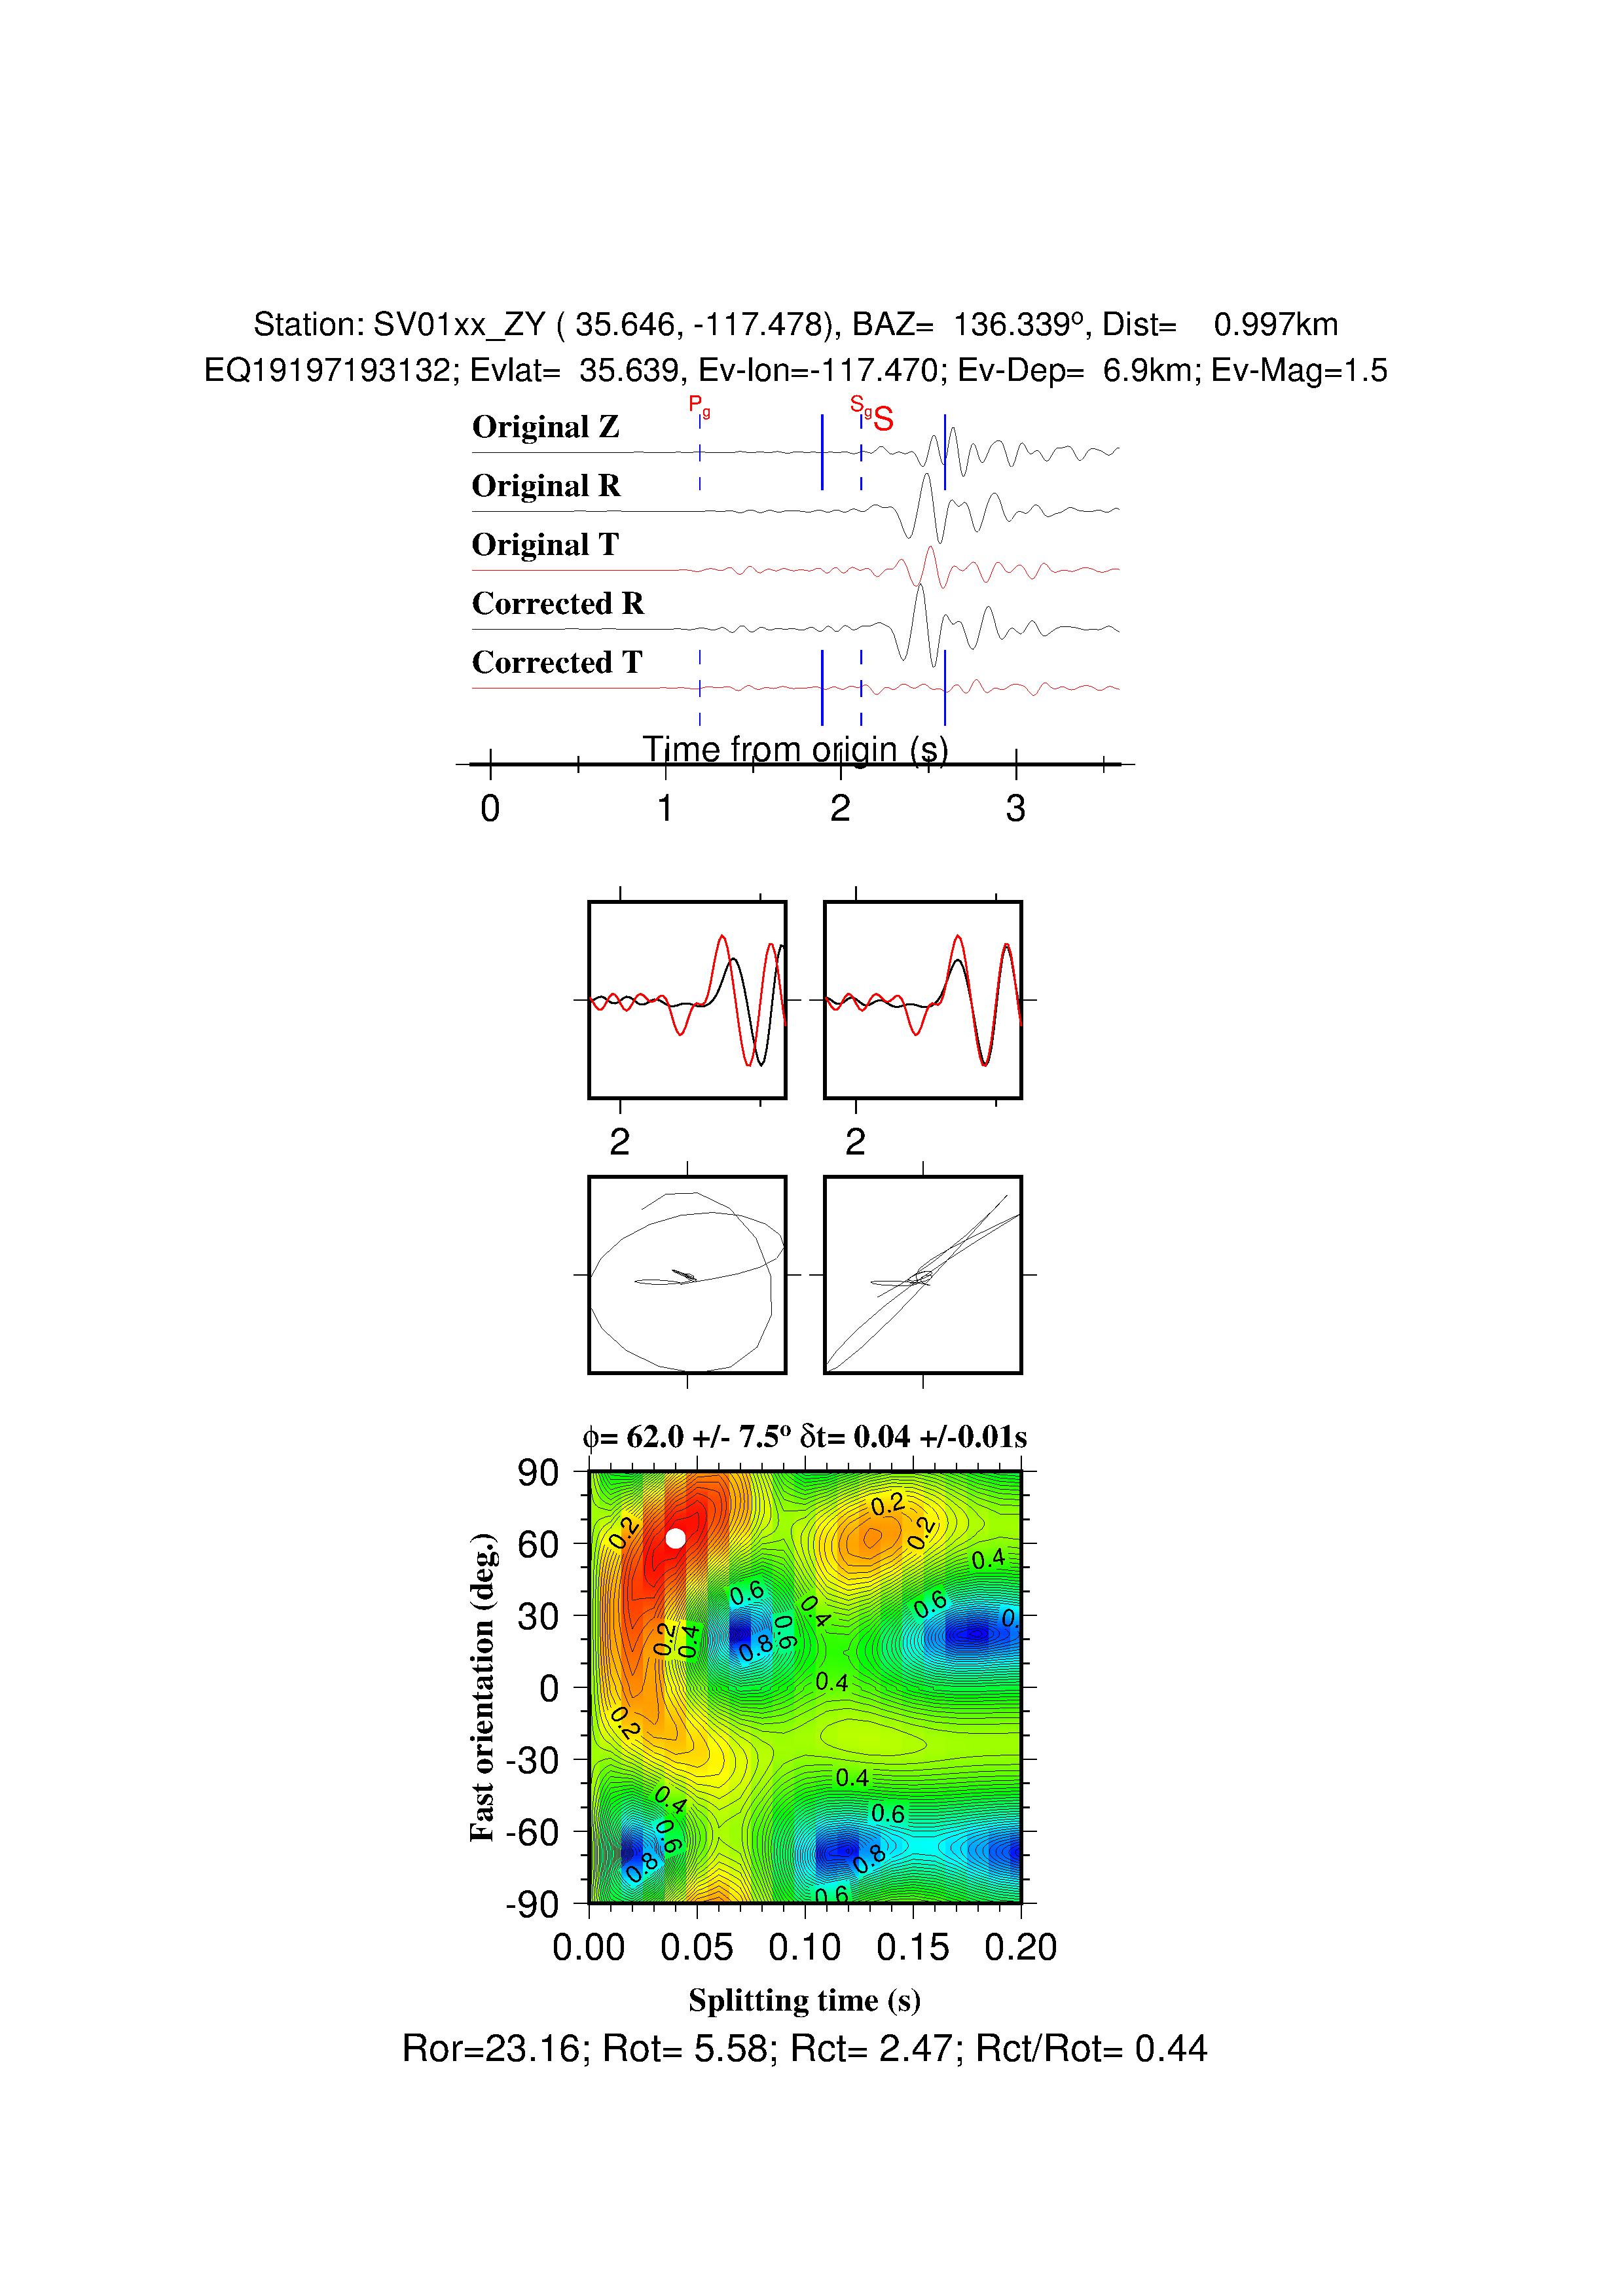 Station: SV01xx_ZY ( 35.646, -117.478), BAZ= 136.339º, Dist= 0.997km
EQ19197193132; Evlat= 35.639, Ev-lon=-117.470; Ev-Dep= 6.9km; Ev-Mag=1.5
Pg Sg S
Original Z
Original R
Original T
Corrected R
Corrected T
Time from origin (s)
0 1 2 3
2 2
ϕ= 62.0 +/- 7.5º δt= 0.04 +/-0.01s
90
60
30
0
-30
-60
-90
Fast orientation (deg.)
0.2 0.2 0.2
0.4
0.6 0.6 0.
0.4
0.2 0.4 0.8 0.6
0.4
0.2
0.4 0.4
0.6 0.6
0.8 0.8
0.6
0.00 0.05 0.10 0.15 0.20
Splitting time (s)
Ror=23.16; Rot= 5.58; Rct= 2.47; Rct/Rot= 0.44